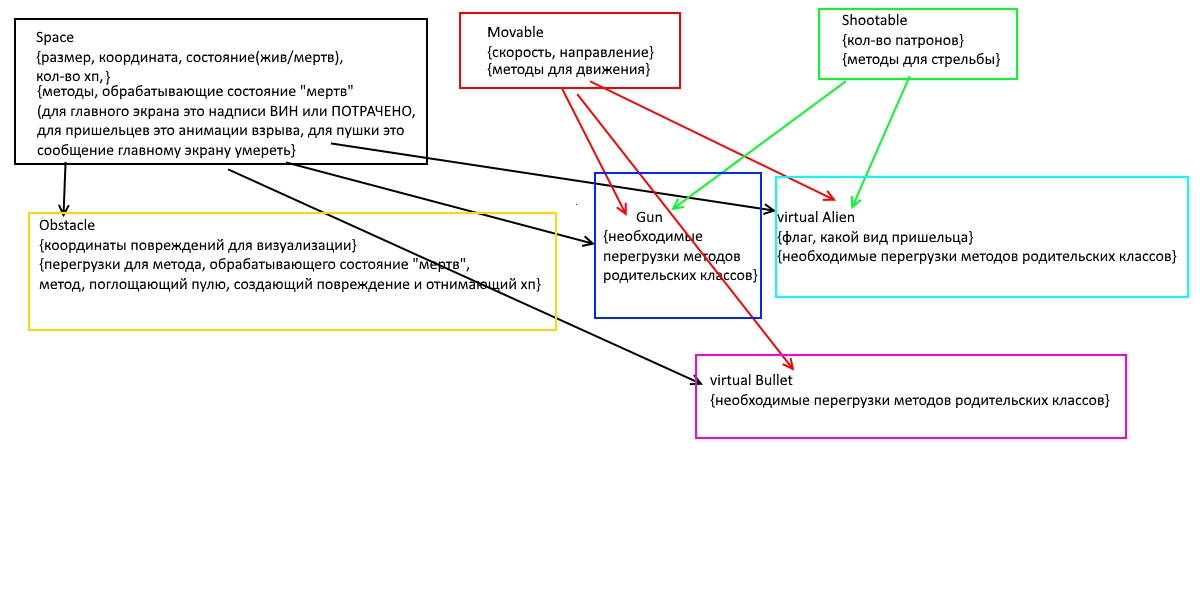 Space
{размер, координата, состояние(жив/мертв),
кол-во хп,}
{методы, обрабатывающие состояние "мертв"
(для главного экрана это надписи ВИН или ПОТРАЧЕНО,
для пришельцев это анимации взрыва, для пушки это
сообщение главному экрану умереть}
Movable
{скорость, направление}
{методы для движения}
Shootable
{кол-во патронов}
{методы для стрельбы}
Obstacle
{координаты повреждений для визуализации}
{перегрузки для метода, обрабатывающего состояние "мертв",
метод, поглощающий пулю, создающий повреждение и отнимающий хп}
Gun
{необходимые
перегрузки методов
родительских классов}
virtual Alien
{флаг, какой вид пришельца}
{необходимые перегрузки методов родительских классов}
virtual Bullet
{необходимые перегрузки методов родительских классов}